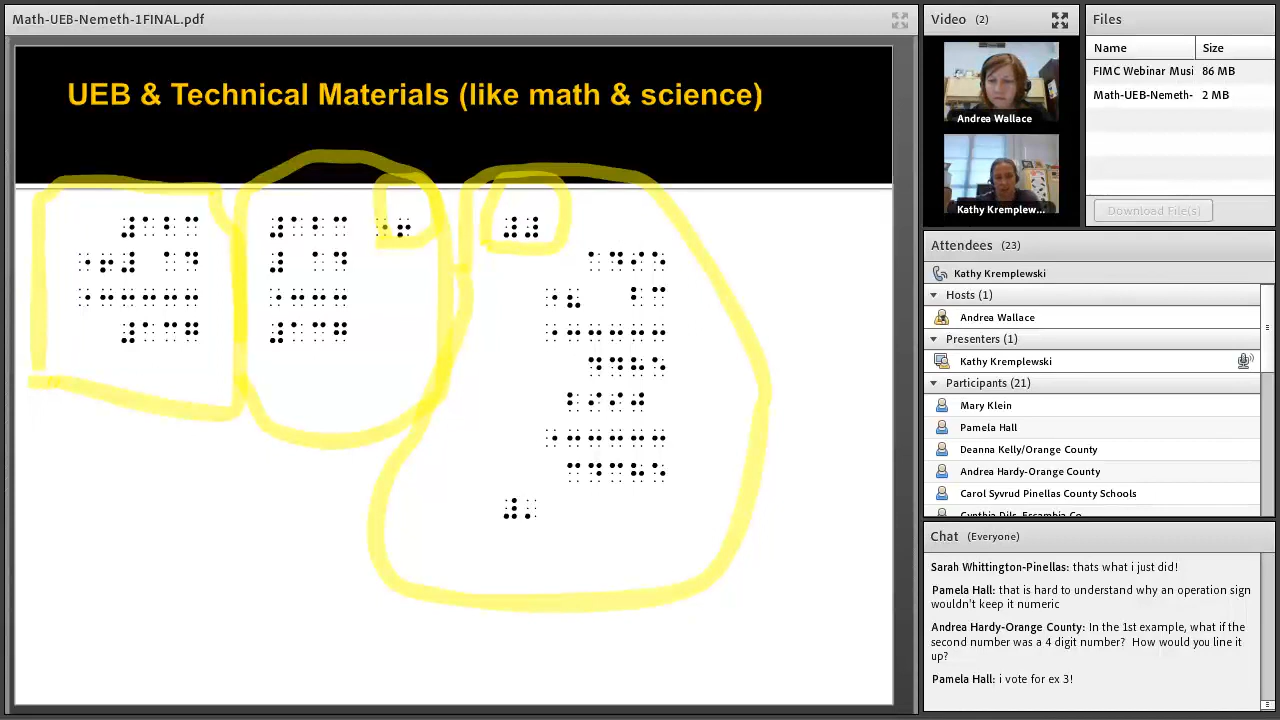 Math-UEB-Nemeth-1FINAL.pdf
UEB & Technical Materials (like math & science)
Video (2)
Andrea Wallace
Kathy Kremplew...
Files
Name Size
FIMC Webinar Musi 86 MB
Math-UEB-Nemeth- 2 MB
Download File(s)
Attendees (23)
Kathy Kremplewski
Hosts (1)
Andrea Wallace
Presenters (1)
Kathy Kremplewski
Participants (21)
Mary Klein
Pamela Hall
Deanna Kelly/Orange County
Andrea Hardy-Orange County
Carol Syvrud Pinellas County Schools
Cynthia Dils, Escambia Co
Chat (Everyone)
Sarah Whittington-Pinellas: thats what i just did!
Pamela Hall: that is hard to understand why an operation sign
wouldn't keep it numeric
Andrea Hardy-Orange County: In the 1st example, what if the
second number was a 4 digit number? How would you line it
up?
Pamela Hall: i vote for ex 3!